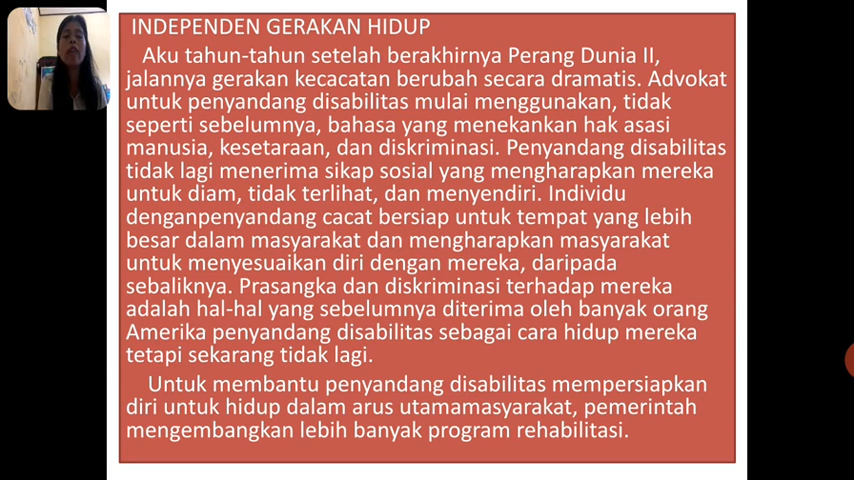 INDEPENDEN GERAKAN HIDUP
Aku tahun-tahun setelah berakhirnya Perang Dunia II,
jalannya gerakan kecacatan berubah secara dramatis. Advokat
untuk penyandang disabilitas mulai menggunakan, tidak
seperti sebelumnya, bahasa yang menekankan hak asasi
manusia, kesetaraan, dan diskriminasi. Penyandang disabilitas
tidak lagi menerima sikap sosial yang mengharapkan mereka
untuk diam, tidak terlihat, dan menyendiri. Individu
denganpenyandang cacat bersiap untuk tempat yang lebih
besar dalam masyarakat dan mengharapkan masyarakat
untuk menyesuaikan diri dengan mereka, daripada
sebaliknya. Prasangka dan diskriminasi terhadap mereka
adalah hal-hal yang sebelumnya diterima oleh banyak orang
Amerika penyandang disabilitas sebagai cara hidup mereka
tetapi sekarang tidak lagi.
Untuk membantu penyandang disabilitas mempersiapkan
diri untuk hidup dalam arus utamamasyarakat, pemerintah
mengembangkan lebih banyak program rehabilitasi.